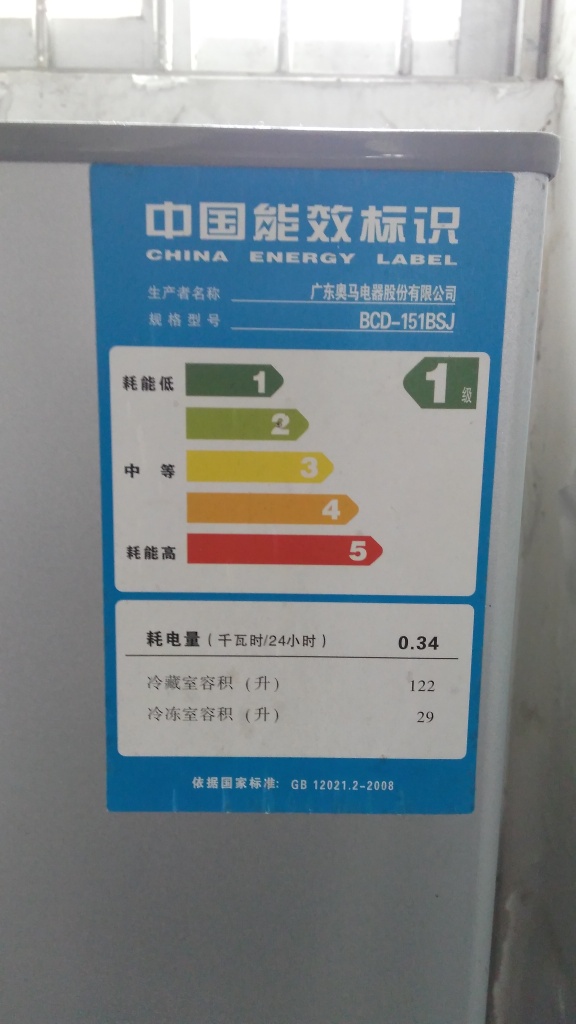 中国能效标识
CHINA ENERGY LABEL
生产者名称 广东奥马电器股份有限公司
规格型号 BCD-151BSJ
耗能低 1 1级
2
中等 3
4
耗能高 5
耗电量(千瓦时/24小时) 0.34
冷藏室容积(升) 122
冷冻室容积(升) 29
依据国家标准: GB 12021.2-2008